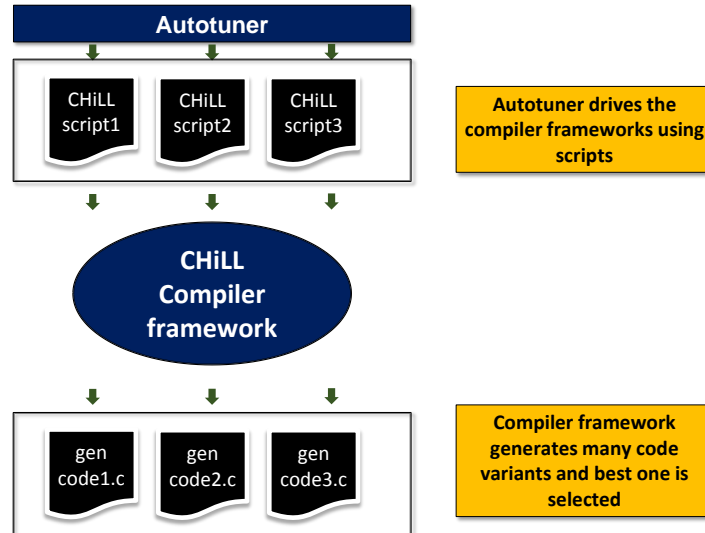 Autotuner
CHiLL
script1
CHiLL
script2
CHiLL
script3
Autotuner drives the
compiler frameworks using
scripts
CHiLL
Compiler
framework
gen
code1.c
gen
code2.c
gen
code3.c
Compiler framework
generates many code
variants and best one is
selected